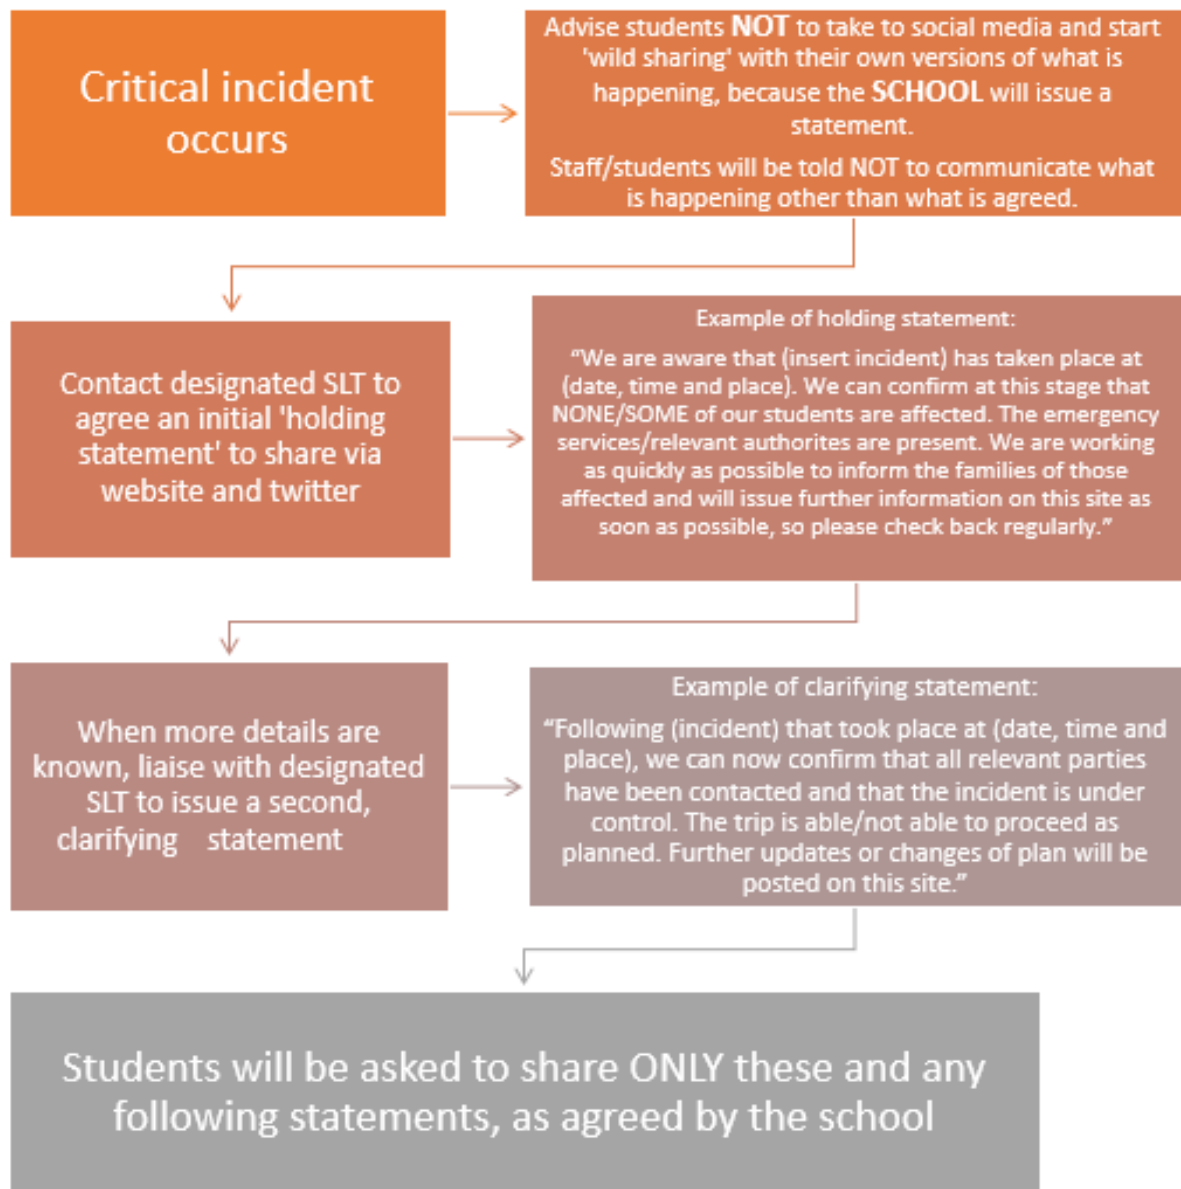 Critical incident
occurs
Advise students NOT to take to social media and start
'wild sharing' with their own versions of what is
happening, because the SCHOOL will issue a
statement.
Staff/students will be told NOT to communicate what
is happening other than what is agreed.
Contact designated SLT to
agree an initial 'holding
statement' to share via
website and twitter
Example of holding statement:
“We are aware that (insert incident) has taken place at
(date, time and place). We can confirm at this stage that
NONE/SOME of our students are affected. The emergency
services/relevant authorites are present. We are working
as quickly as possible to inform the families of those
affected and will issue further information on this site as
soon as possible, so please check back regularly.”
When more details are
known, liaise with designated
SLT to issue a second,
clarifying statement
Example of clarifying statement:
“Following (incident) that took place at (date, time and
place), we can now confirm that all relevant parties
have been contacted and that the incident is under
control. The trip is able/not able to proceed as
planned. Further updates or changes of plan will be
posted on this site.”
Students will be asked to share ONLY these and any
following statements, as agreed by the school